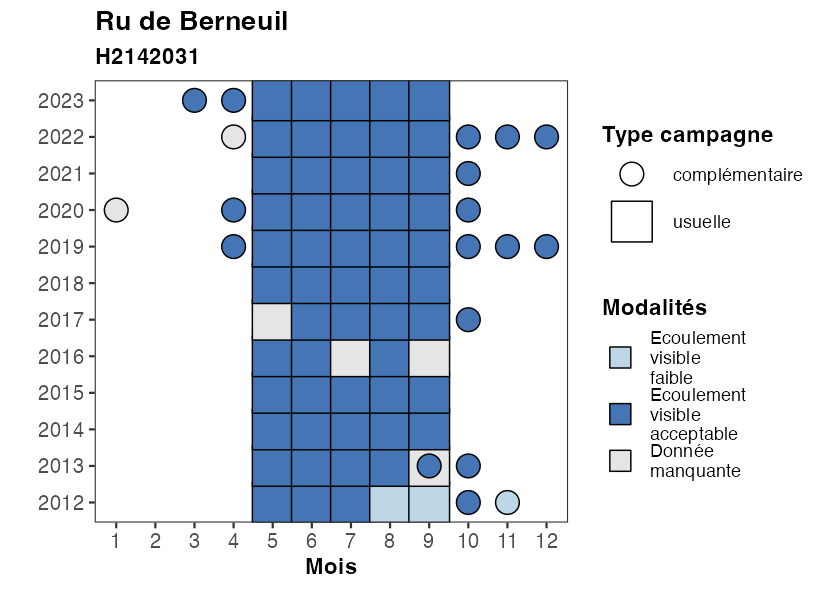 Ru de Berneuil
H2142031
2023
2022
2021
2020
2019
2018
2017
2016
2015
2014
2013
2012
1 2 3 4 5 6 7 8 9 10 11 12
Mois
Type campagne
complémentaire
usuelle
Modalités
Ecoulement
visible
faible
Ecoulement
visible
acceptable
Donnée
manquante